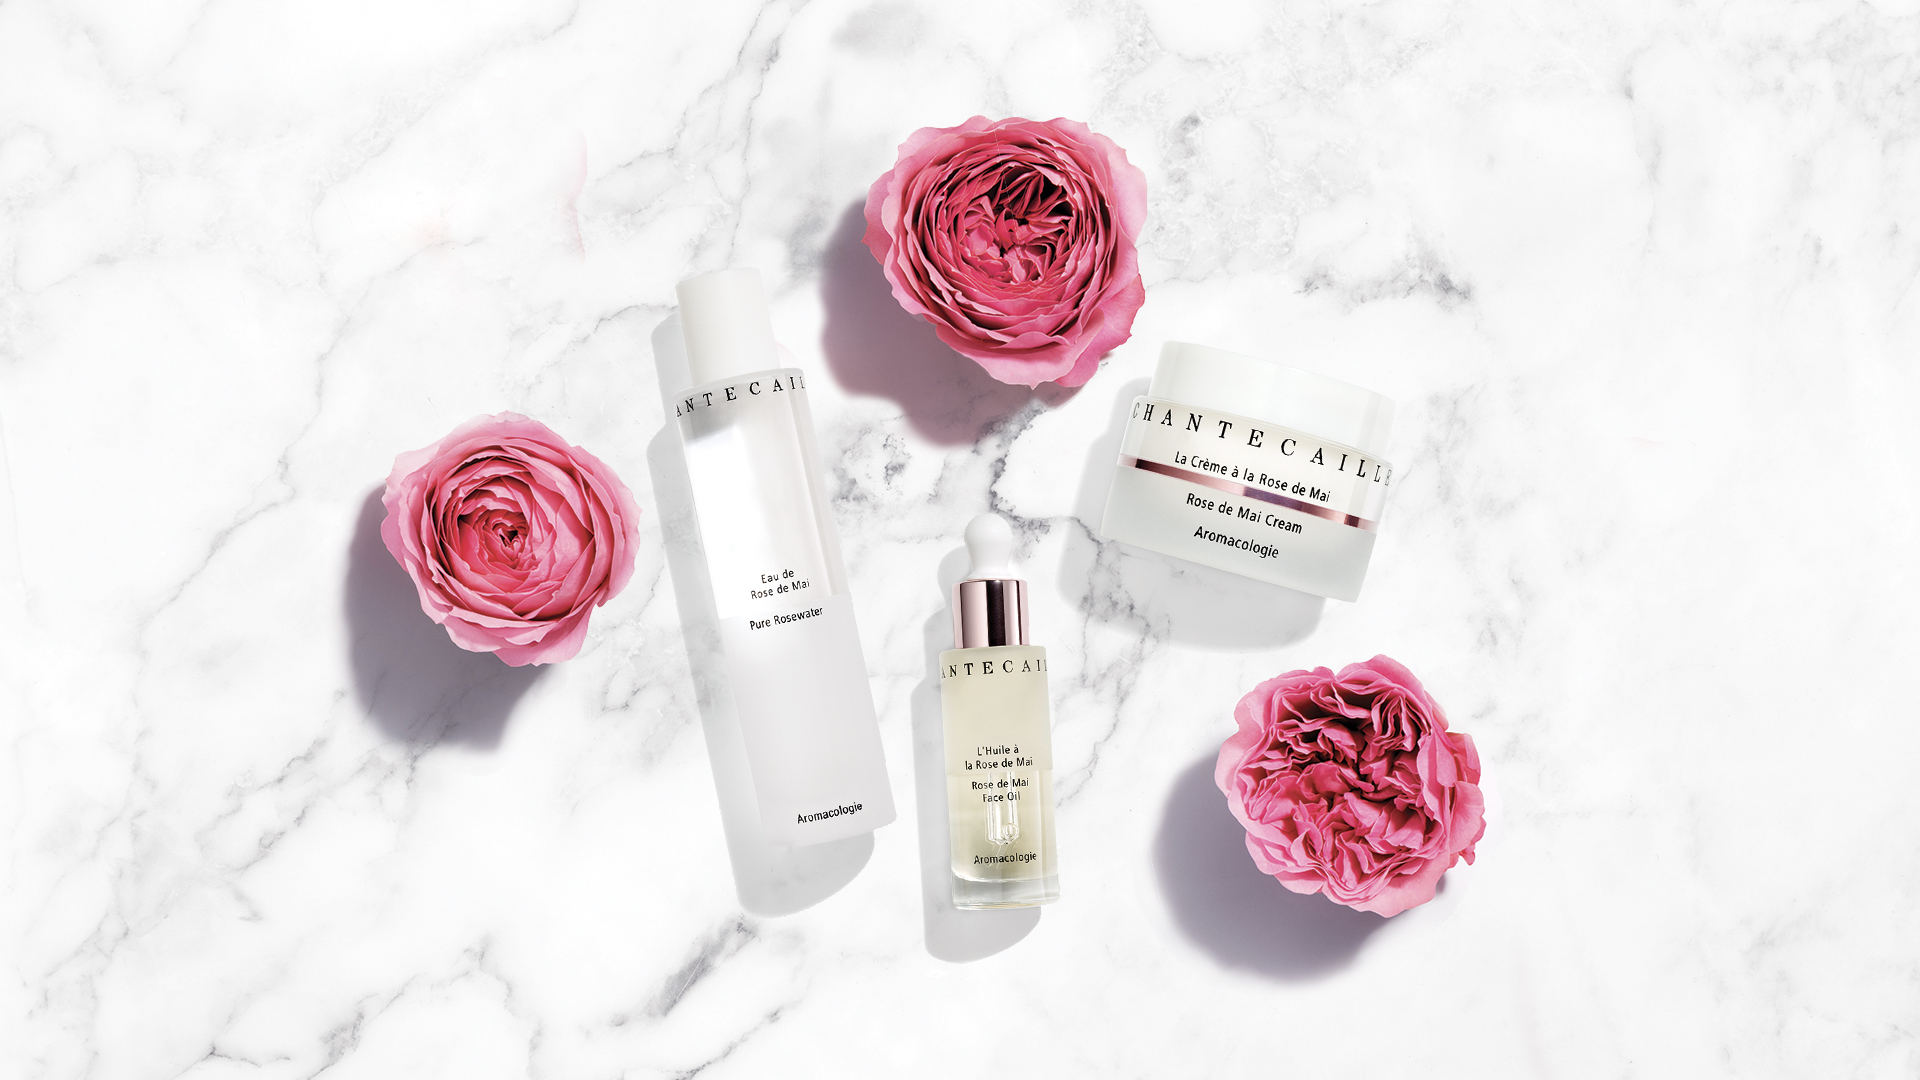 ANTECAIL
Eau de
Rose de Mai
Pure Rosewater
Aromacologie
ANTECAIL
L'Huile à
la Rose de Mai
Rose de Mai
Face Oil
Aromacologie
CHANTECAILLE
La Crème à la Rose de Mai
Rose de Mai Cream
Aromacologie